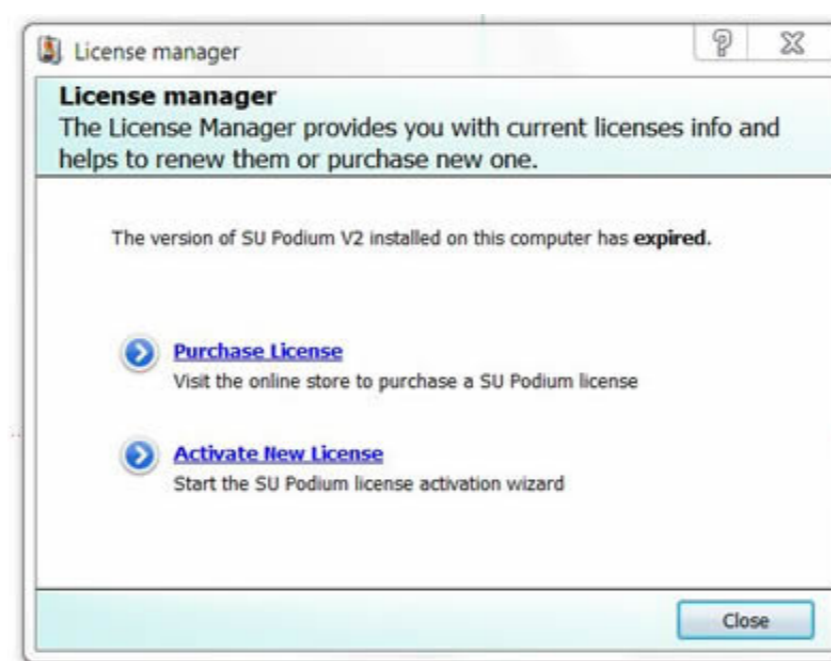 License manager
License manager
The License Manager provides you with current licenses info and
helps to renew them or purchase new one.
The version of SU Podium V2 installed on this computer has expired.
Purchase License
Visit the online store to purchase a SU Podium license
Activate New License
Start the SU Podium license activation wizard
Close